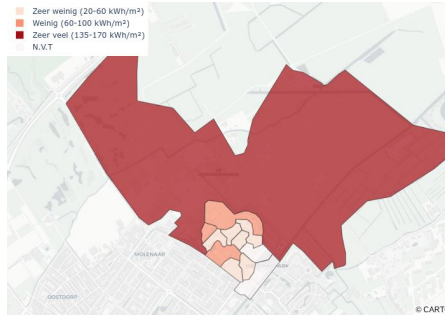 Zeer weinig (20-60 kWh/m²)
Weinig (60-100 kWh/m²)
Zeer veel (135-170 kWh/m²)
N.V.T
MOLENAAR
OOSTDORP
© CART